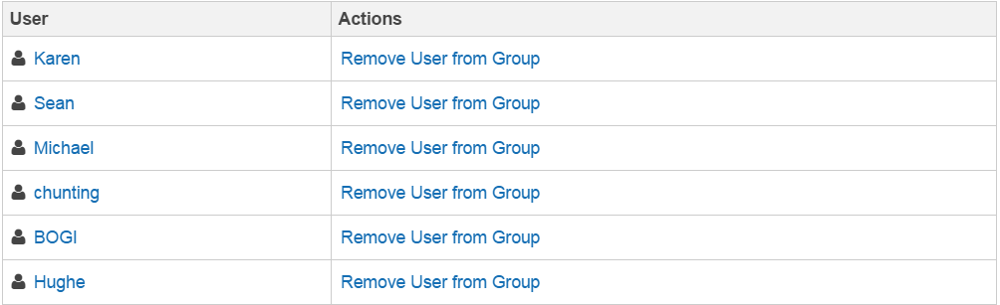 User Actions
Karen Remove User from Group
Sean Remove User from Group
Michael Remove User from Group
chunting Remove User from Group
BOGI Remove User from Group
Hughe Remove User from Group